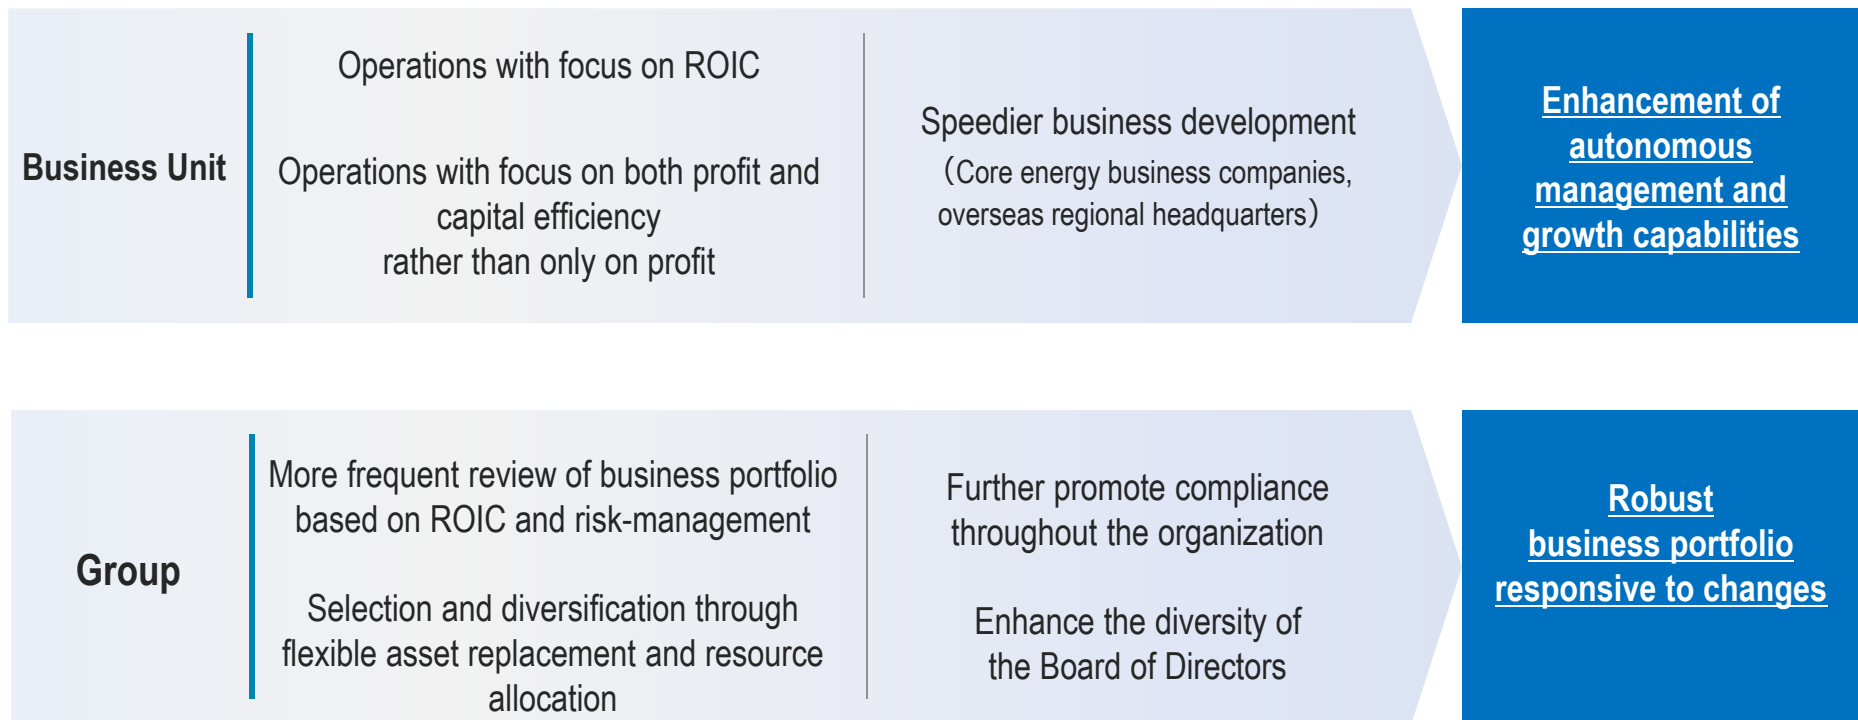 Business Unit
Operations with focus on ROIC
Operations with focus on both profit and
capital efficiency
rather than only on profit
Speedier business development
（Core energy business companies,
overseas regional headquarters）
Enhancement of
autonomous
management and
growth capabilities
Group
More frequent review of business portfolio
based on ROIC and risk-management
Selection and diversification through
flexible asset replacement and resource
allocation
Further promote compliance
throughout the organization
Enhance the diversity of
the Board of Directors
Robust
business portfolio
responsive to changes